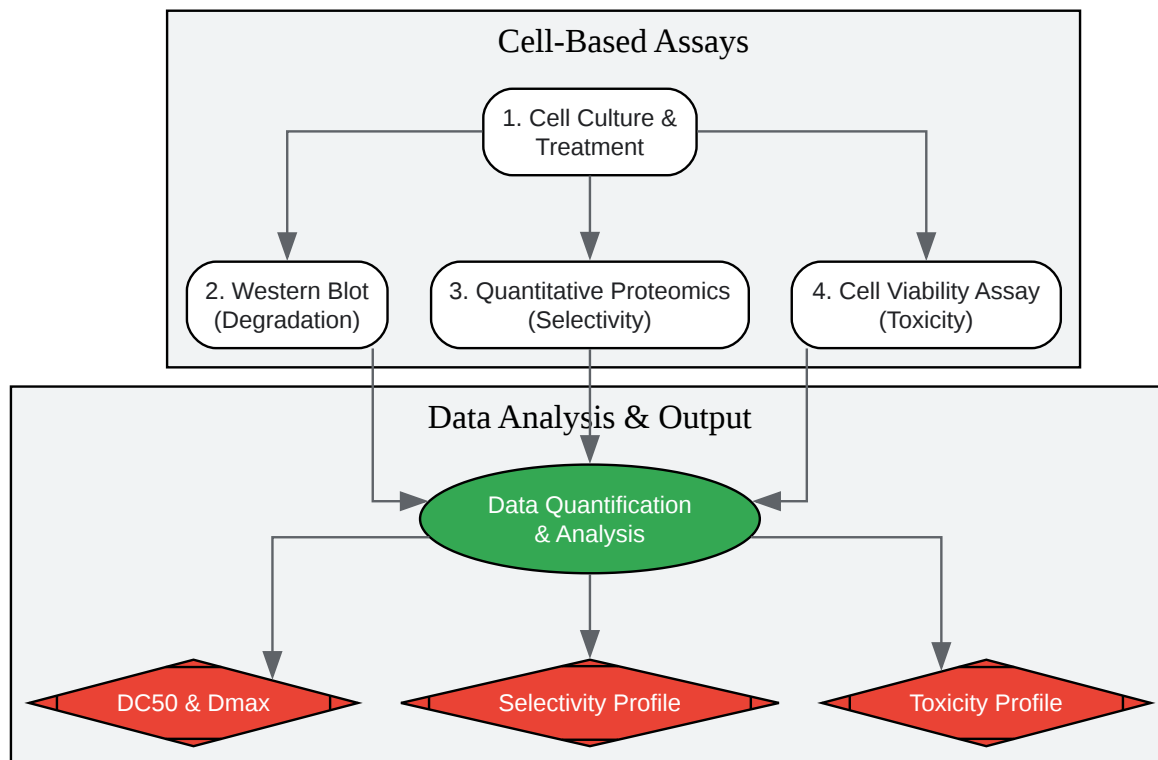 Cell-Based Assays
1. Cell Culture &
Treatment
2. Western Blot
(Degradation)
3. Quantitative Proteomics
(Selectivity)
4. Cell Viability Assay
(Toxicity)
Data Analysis & Output
Data Quantification
& Analysis
DC50 & Dmax
Selectivity Profile
Toxicity Profile